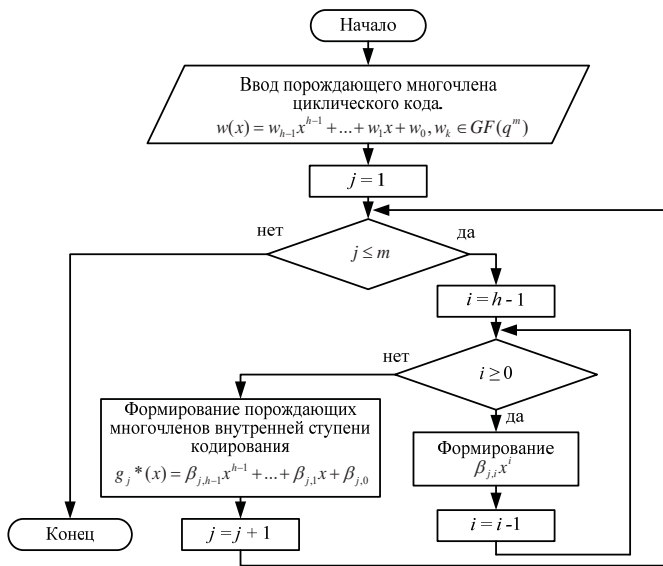 Начало
Ввод порождающего многочлена
циклического кода.
w(x) = w_{h-1}x^{h-1} + ... + w_1x + w_0, w_k ∈ GF(q^m)
j = 1
нет
да
j ≤ m
i = h - 1
нет
i ≥ 0
да
Формирование порождающих
многочленов внутренней ступени
кодирования
g_j*(x) = β_{j,h-1}x^{h-1} + ... + β_{j,1}x + β_{j,0}
Формирование
β_{j,i}x^i
Конец
j = j + 1
i = i -1